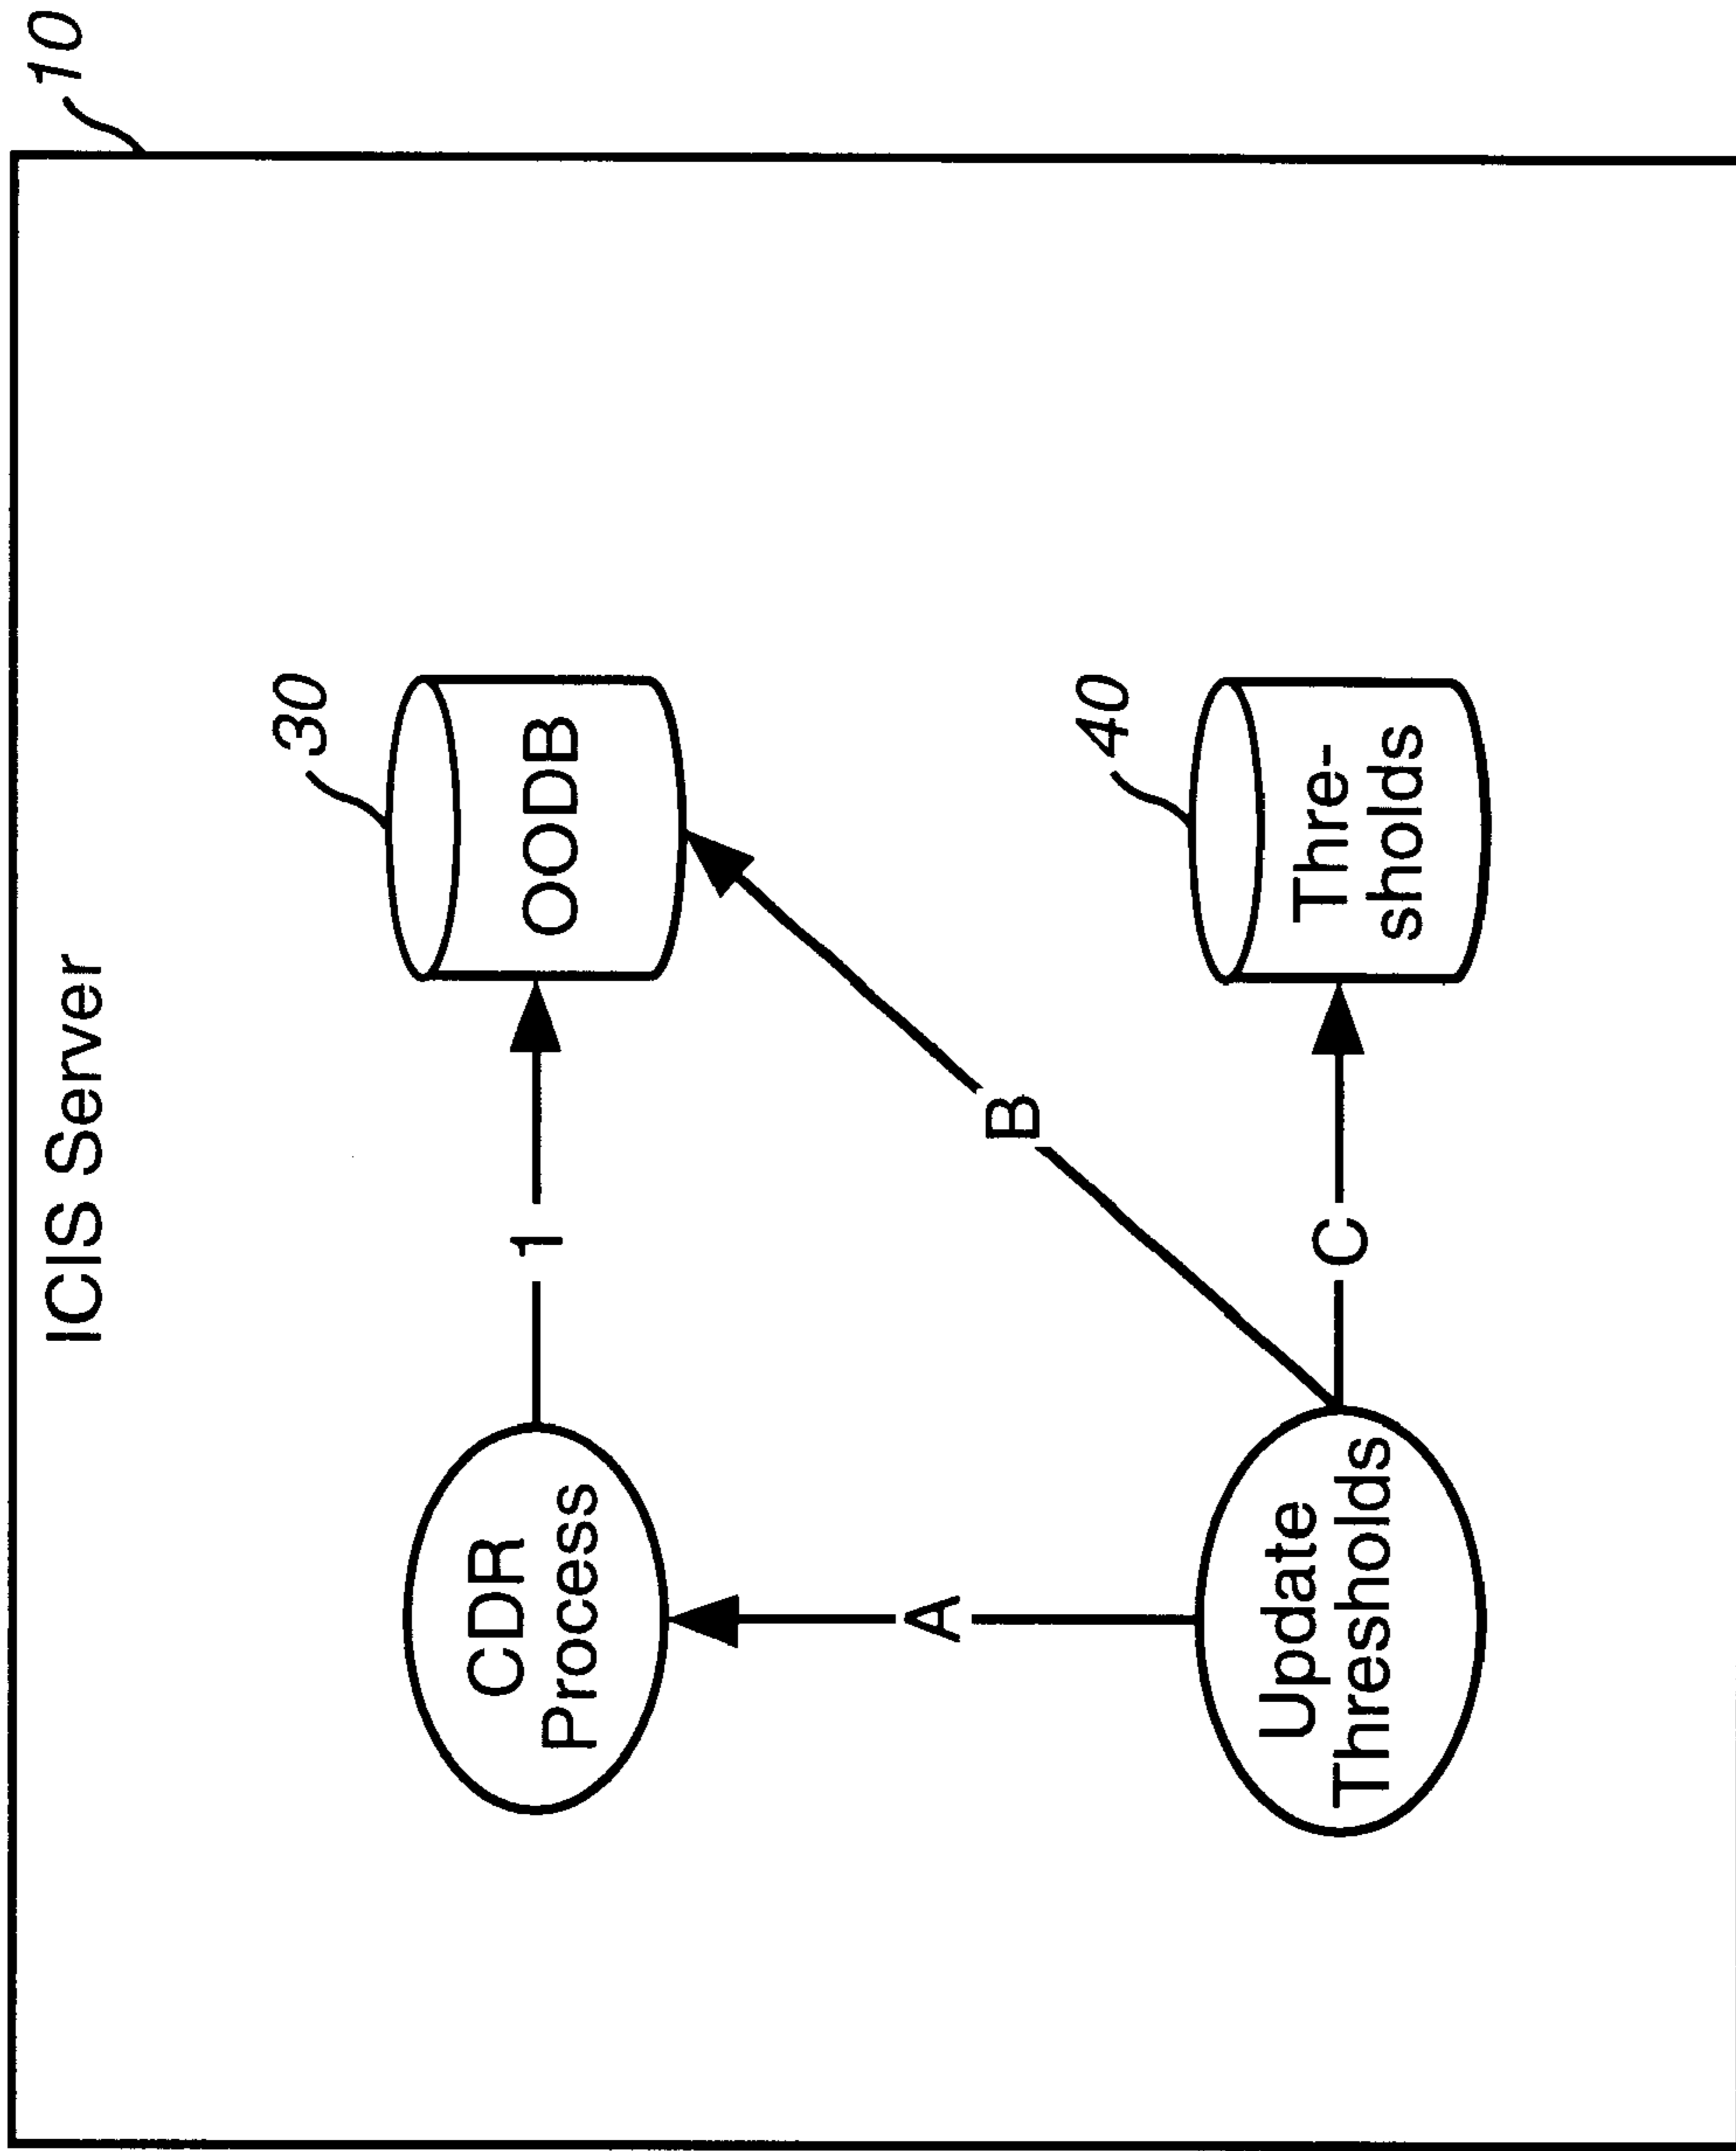 ICIS Server
10
30
CDR
Process
1
OODB
A
B
40
Update
Thresholds
C
Thre-
sholds